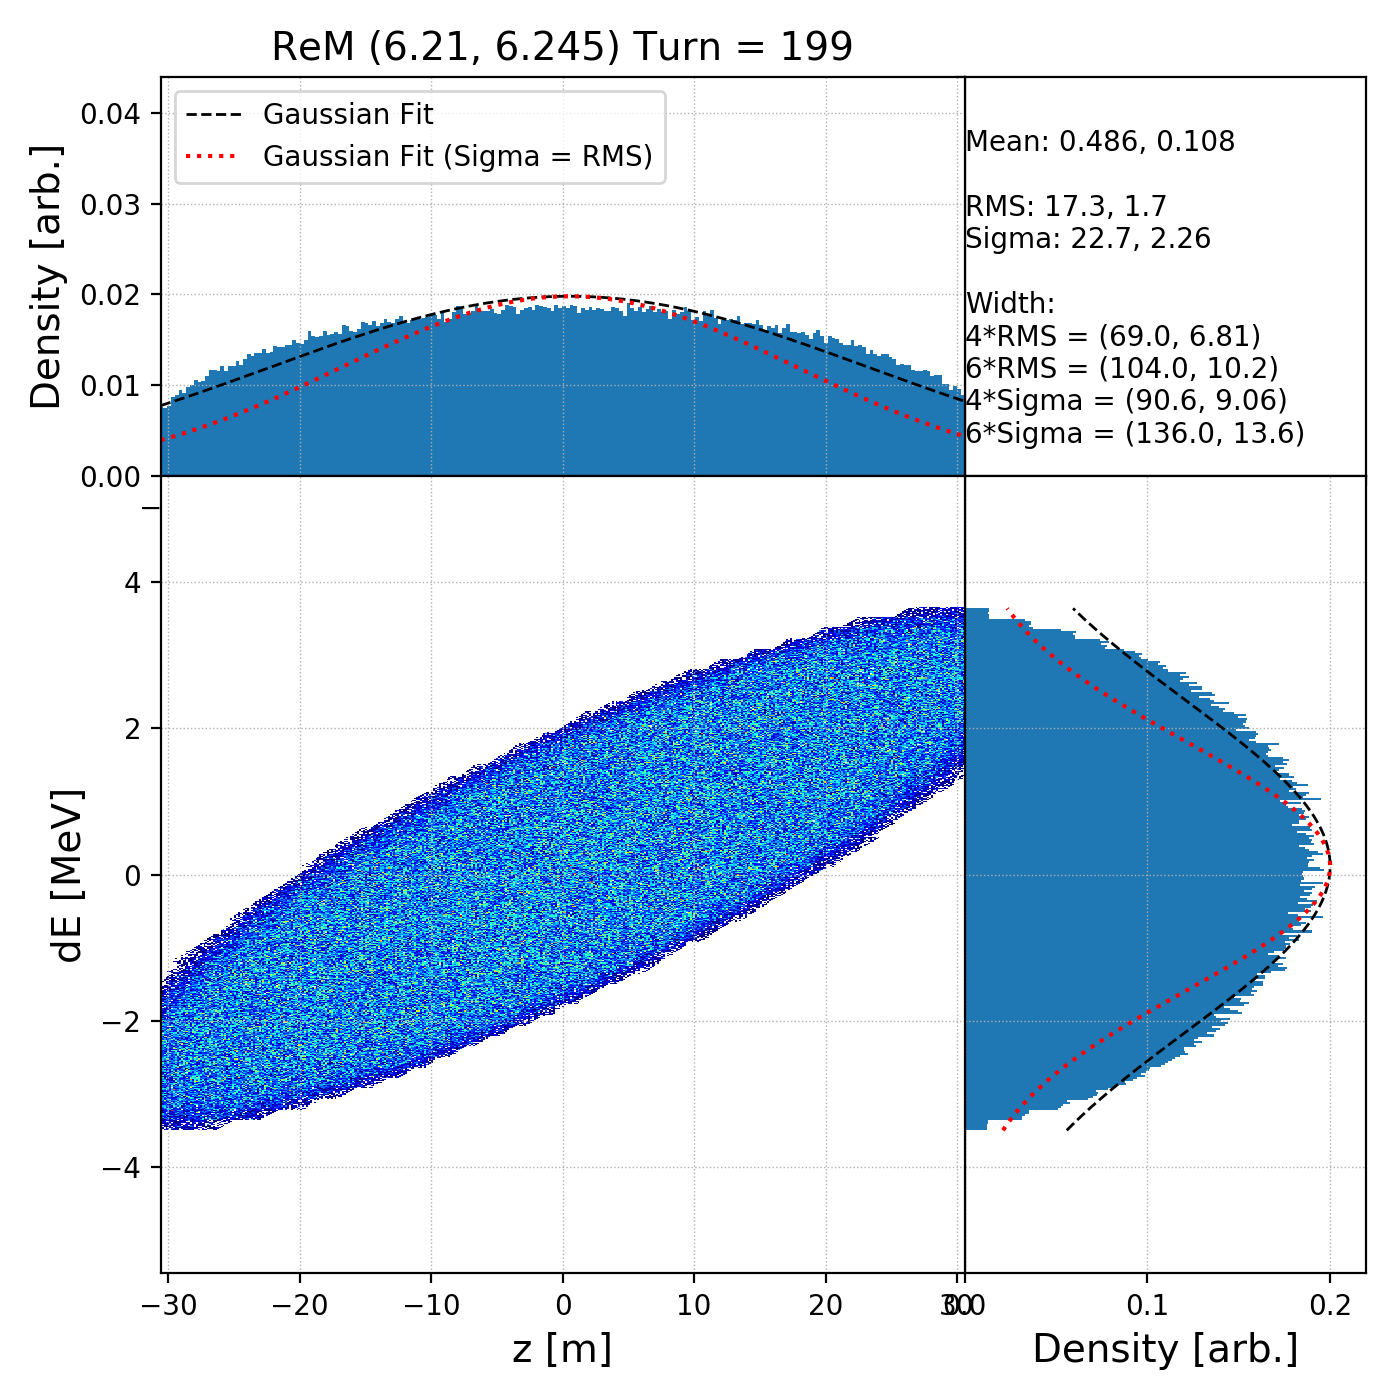 ReM (6.21, 6.245) Turn = 199
Density [arb.]
0.04
0.03
0.02
0.01
0.00
Gaussian Fit
Gaussian Fit (Sigma = RMS)
Mean: 0.486, 0.108
RMS: 17.3, 1.7
Sigma: 22.7, 2.26
Width:
4*RMS = (69.0, 6.81)
6*RMS = (104.0, 10.2)
4*Sigma = (90.6, 9.06)
6*Sigma = (136.0, 13.6)
dE [MeV]
4
2
0
−2
−4
−30 −20 −10 0 10 20 30
z [m]
0.0 0.1 0.2
Density [arb.]